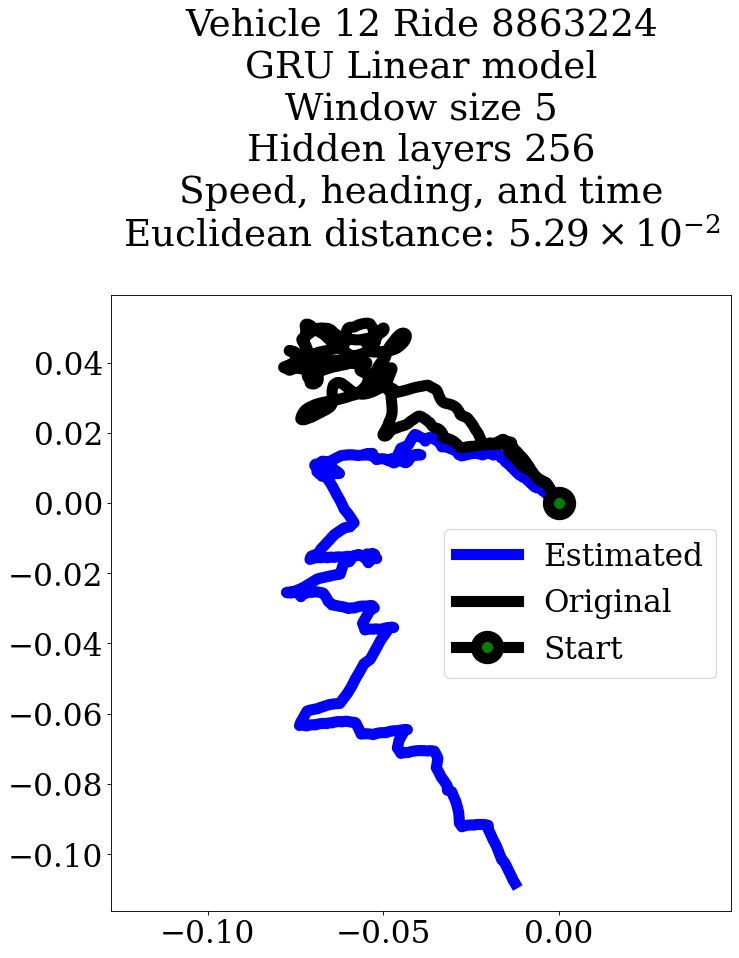 Vehicle 12 Ride 8863224
GRU Linear model
Window size 5
Hidden layers 256
Speed, heading, and time
Euclidean distance: 5.29 × 10⁻²
0.04
0.02
0.00
−0.02
−0.04
−0.06
−0.08
−0.10
Estimated
Original
Start
−0.10 −0.05 0.00